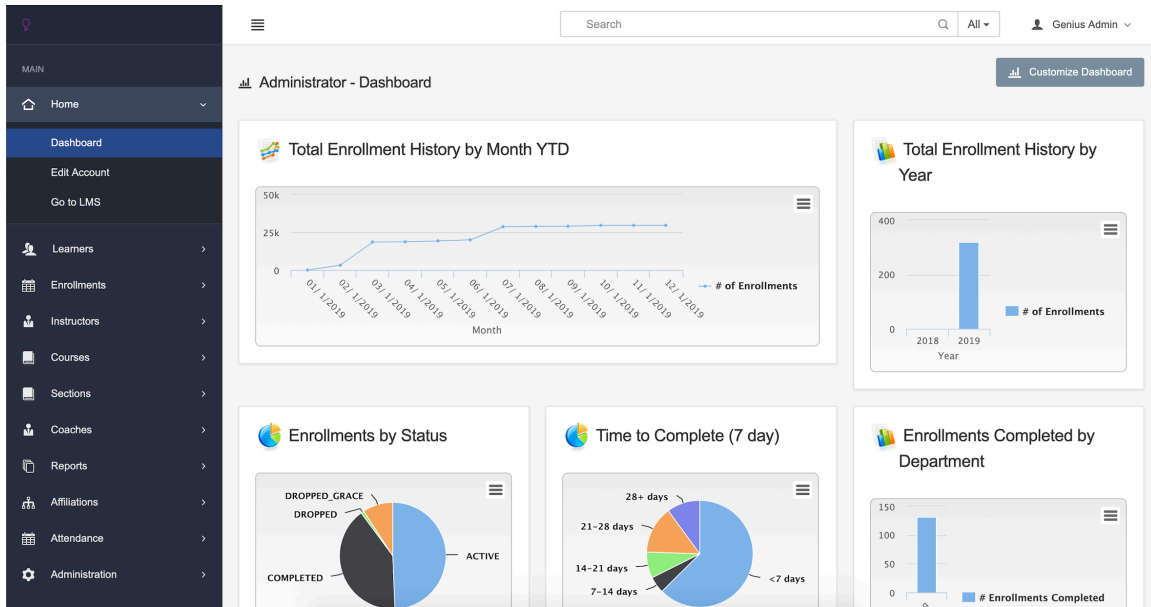 Search
All
Genius Admin
MAIN
Home
Dashboard
Edit Account
Go to LMS
Learners
Enrollments
Instructors
Courses
Sections
Coaches
Reports
Affiliations
Attendance
Administration
Administrator - Dashboard
Customize Dashboard
Total Enrollment History by Month YTD
50k
25k
0
01/ 1/2019
02/ 1/2019
03/ 1/2019
04/ 1/2019
05/ 1/2019
06/ 1/2019
07/ 1/2019
08/ 1/2019
09/ 1/2019
10/ 1/2019
11/ 1/2019
12/ 1/2019
Month
# of Enrollments
Total Enrollment History by
Year
400
200
0
2018
2019
Year
# of Enrollments
Enrollments by Status
DROPPED_GRACE
DROPPED
COMPLETED
ACTIVE
Time to Complete (7 day)
28+ days
21-28 days
14-21 days
7-14 days
<7 days
Enrollments Completed by
Department
150
100
50
0
# Enrollments Completed